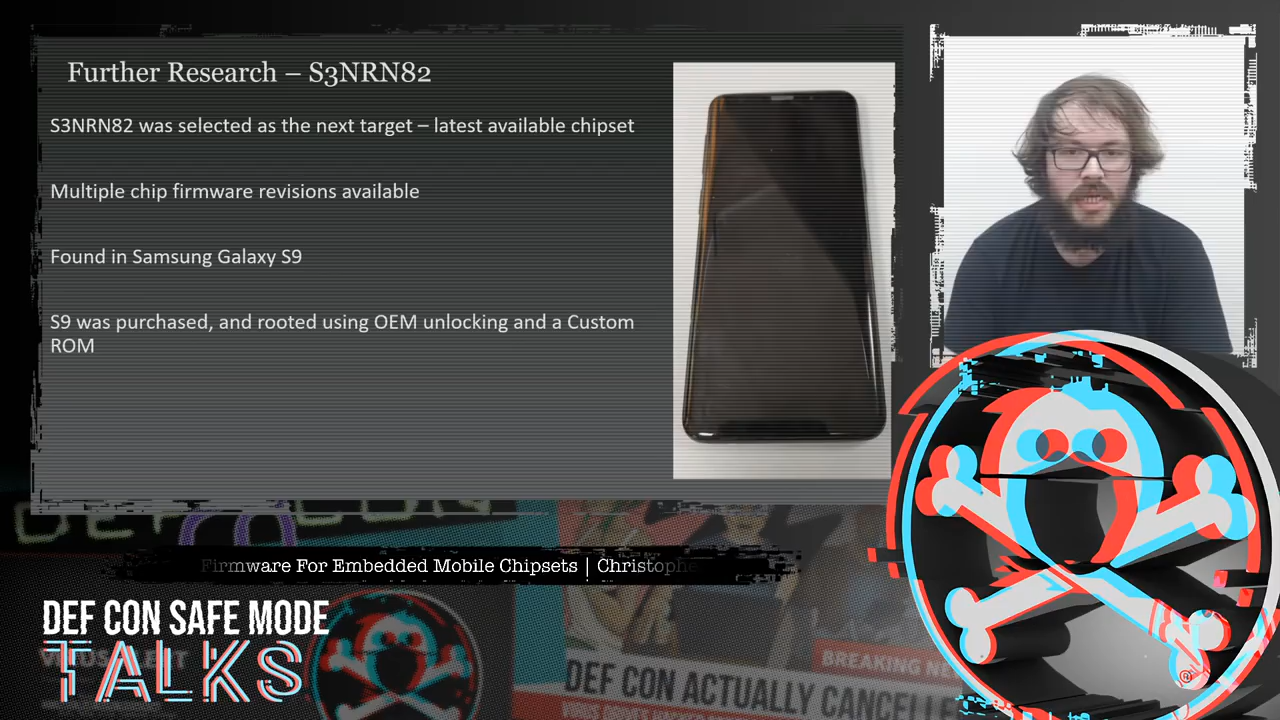 Further Research – S3NRN82
S3NRN82 was selected as the next target – latest available chipset
Multiple chip firmware revisions available
Found in Samsung Galaxy S9
S9 was purchased, and rooted using OEM unlocking and a Custom
ROM
DEF CON
Firmware For Embedded Mobile Chipsets | Christophe
DEF CON SAFE MODE
TALKS
BREAKING NE
DEF CON ACTUALLY CANCELLE